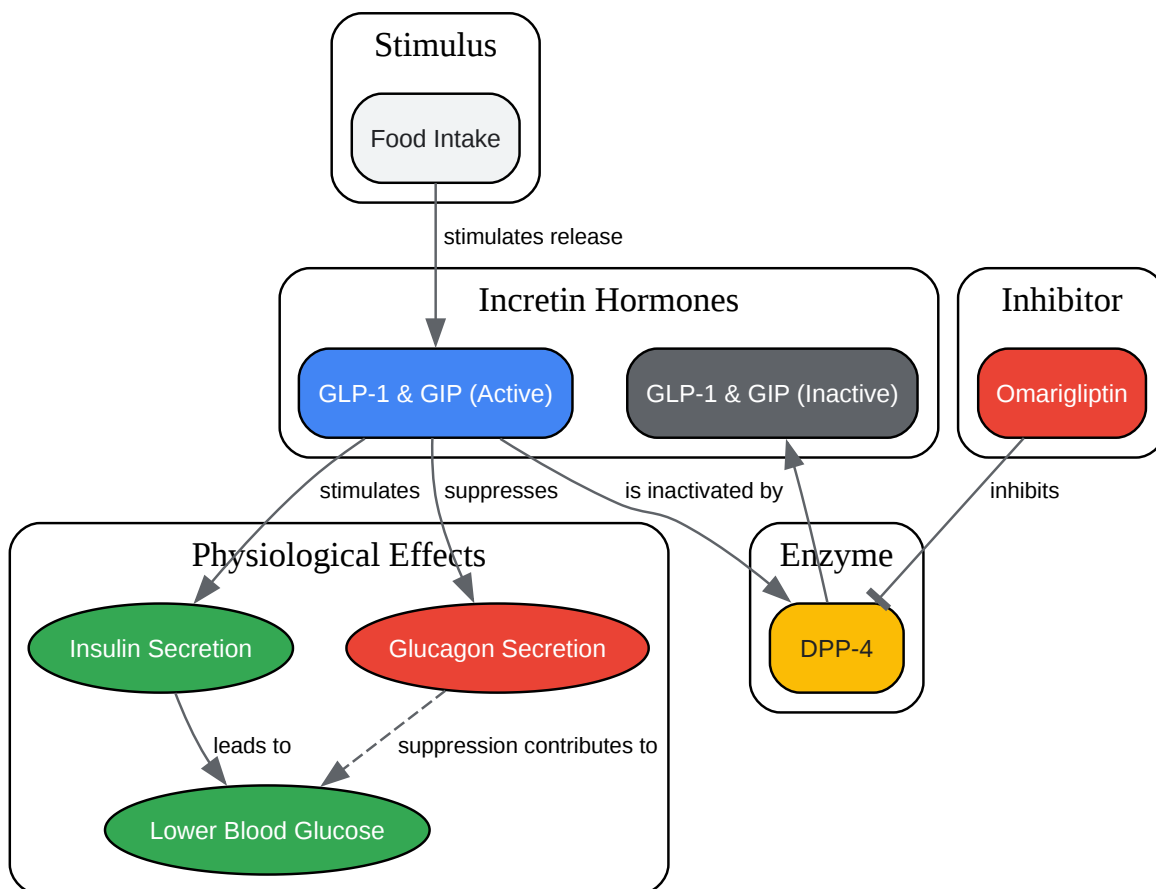 Stimulus
Food Intake
stimulates release
Incretin Hormones
Inhibitor
GLP-1 & GIP (Active)
GLP-1 & GIP (Inactive)
Omarigliptin
stimulates
suppresses
is inactivated by
inhibits
Physiological Effects
Enzyme
Insulin Secretion
Glucagon Secretion
DPP-4
leads to
suppression contributes to
Lower Blood Glucose